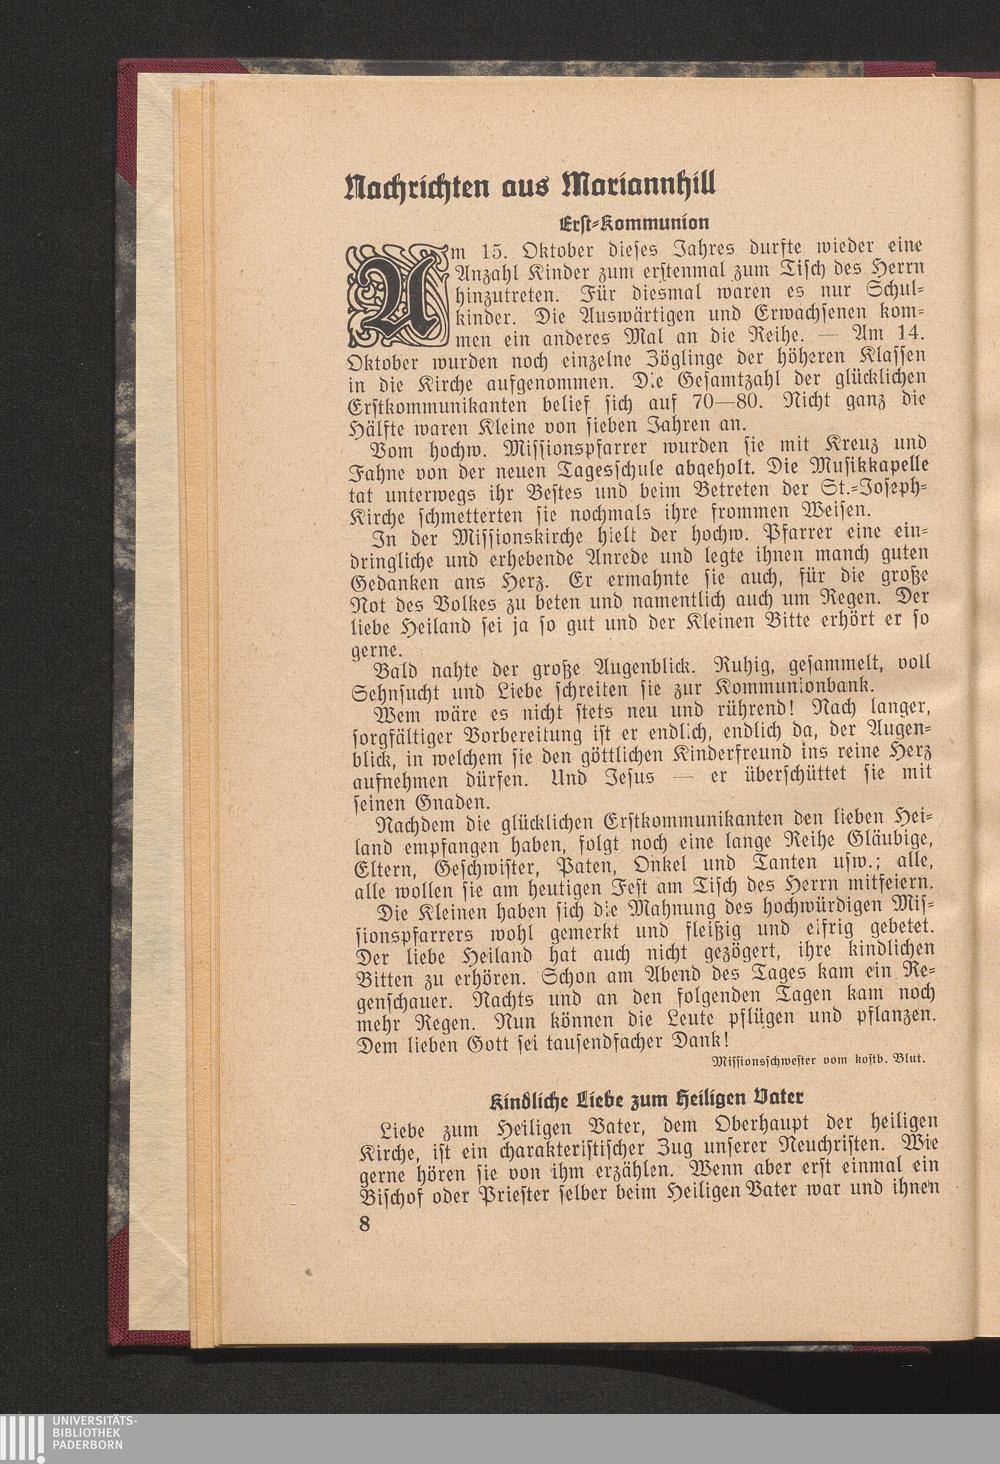 Nachrichten aus Mariannhill
Erst-Kommunion
Am 15. Oktober dieses Jahres durfte wieder eine
Anzahl Kinder zum erstenmal zum Tisch des Herrn
hinzutreten. Für diesmal waren es nur Schul-
kinder. Die Auswärtigen und Erwachsenen kom-
men ein anderes Mal an die Reihe. — Am 14.
Oktober wurden noch einzelne Zöglinge der höheren Klassen
in die Kirche aufgenommen. Die Gesamtzahl der glücklichen
Erstkommunikanten belief sich auf 70—80. Nicht ganz die
Hälfte waren Kleine von sieben Jahren an.
Vom hochw. Missionspfarrer wurden sie mit Kreuz und
Fahne von der neuen Tagesschule abgeholt. Die Musikkapelle
tat unterwegs ihr Bestes und beim Betreten der St.-Joseph-
Kirche schmetterten sie nochmals ihre frommen Weisen.
In der Missionskirche hielt der hochw. Pfarrer eine ein-
dringliche und erhebende Anrede und legte ihnen manch guten
Gedanken ans Herz. Er ermahnte sie auch, für die große
Not des Volkes zu beten und namentlich auch um Regen. Der
liebe Heiland sei ja so gut und der Kleinen Bitte erhört er so
gerne.
Bald nahte der große Augenblick. Ruhig, gesammelt, voll
Sehnsucht und Liebe schreiten sie zur Kommunionbank.
Wem wäre es nicht stets neu und rührend! Nach langer,
sorgfältiger Vorbereitung ist er endlich, endlich da, der Augen-
blick, in welchem sie den göttlichen Kinderfreund ins reine Herz
aufnehmen dürfen. Und Jesus — er überschüttet sie mit
seinen Gnaden.
Nachdem die glücklichen Erstkommunikanten den lieben Hei-
land empfangen haben, folgt noch eine lange Reihe Gläubige,
Eltern, Geschwister, Paten, Onkel und Tanten usw.; alle,
alle wollen sie am heutigen Fest am Tisch des Herrn mitfeiern.
Die Kleinen haben sich die Mahnung des hochwürdigen Mis-
sionspfarrers wohl gemerkt und fleißig und eifrig gebetet.
Der liebe Heiland hat auch nicht gezögert, ihre kindlichen
Bitten zu erhören. Schon am Abend des Tages kam ein Re-
genschauer. Nachts und an den folgenden Tagen kam noch
mehr Regen. Nun können die Leute pflügen und pflanzen.
Dem lieben Gott sei tausendfacher Dank!
Missionsschwester vom kostb. Blut.
Kindliche Liebe zum Heiligen Vater
Liebe zum Heiligen Vater, dem Oberhaupt der heiligen
Kirche, ist ein charakteristischer Zug unserer Neuchristen. Wie
gerne hören sie von ihm erzählen. Wenn aber erst einmal ein
Bischof oder Priester selber beim Heiligen Vater war und ihnen
8
UNIVERSITÄTS-
BIBLIOTHEK
PADERBORN